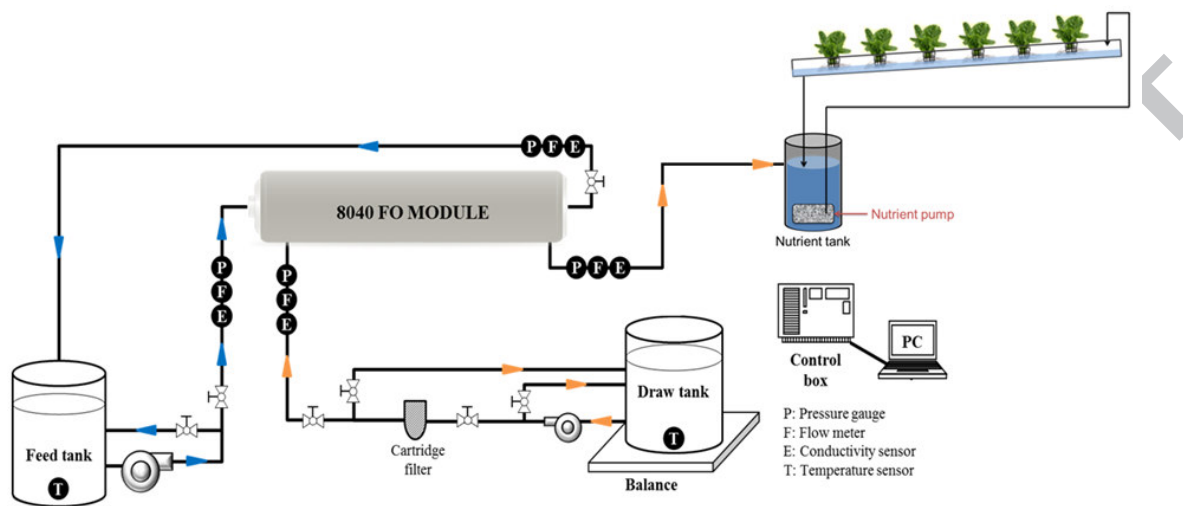 P F E
8040 FO MODULE
Nutrient pump
Nutrient tank
P F E
P
F
E
P
F
E
PC
Control
box
Draw tank
T
Balance
Cartridge
filter
Feed tank
T
P: Pressure gauge
F: Flow meter
E: Conductivity sensor
T: Temperature sensor